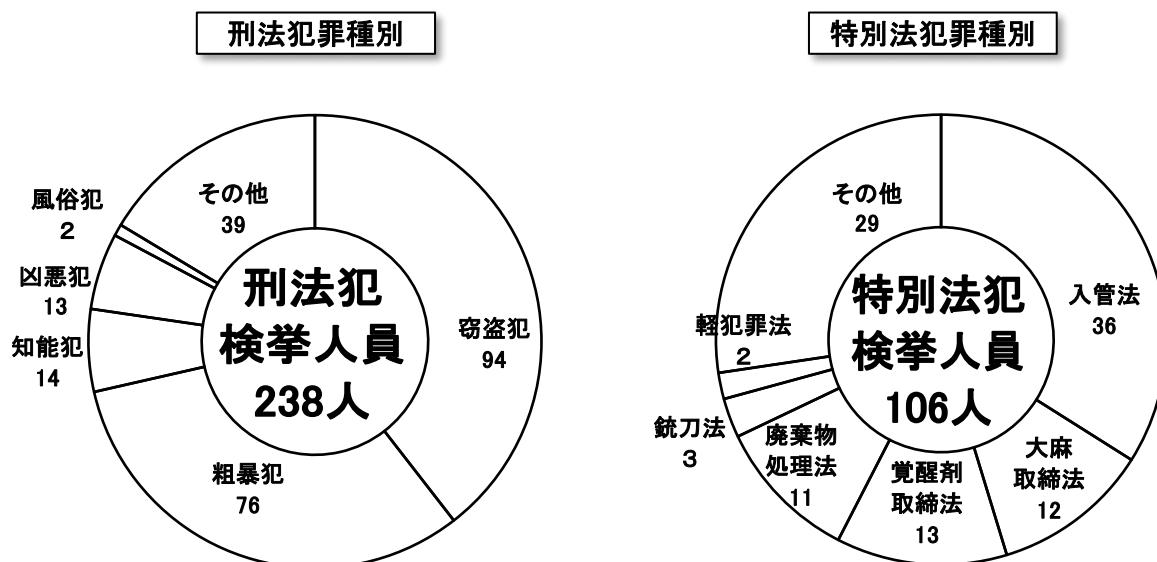 刑法犯罪種別
その他
39
風俗犯
2
凶悪犯
13
知能犯
14
粗暴犯
76
窃盗犯
94
刑法犯
検挙人員
238人
特別法犯罪種別
その他
29
入管法
36
軽犯罪法
2
銃刀法
3
廃棄物
処理法
11
覚醒剤
取締法
13
大麻
取締法
12
特別法犯
検挙人員
106人